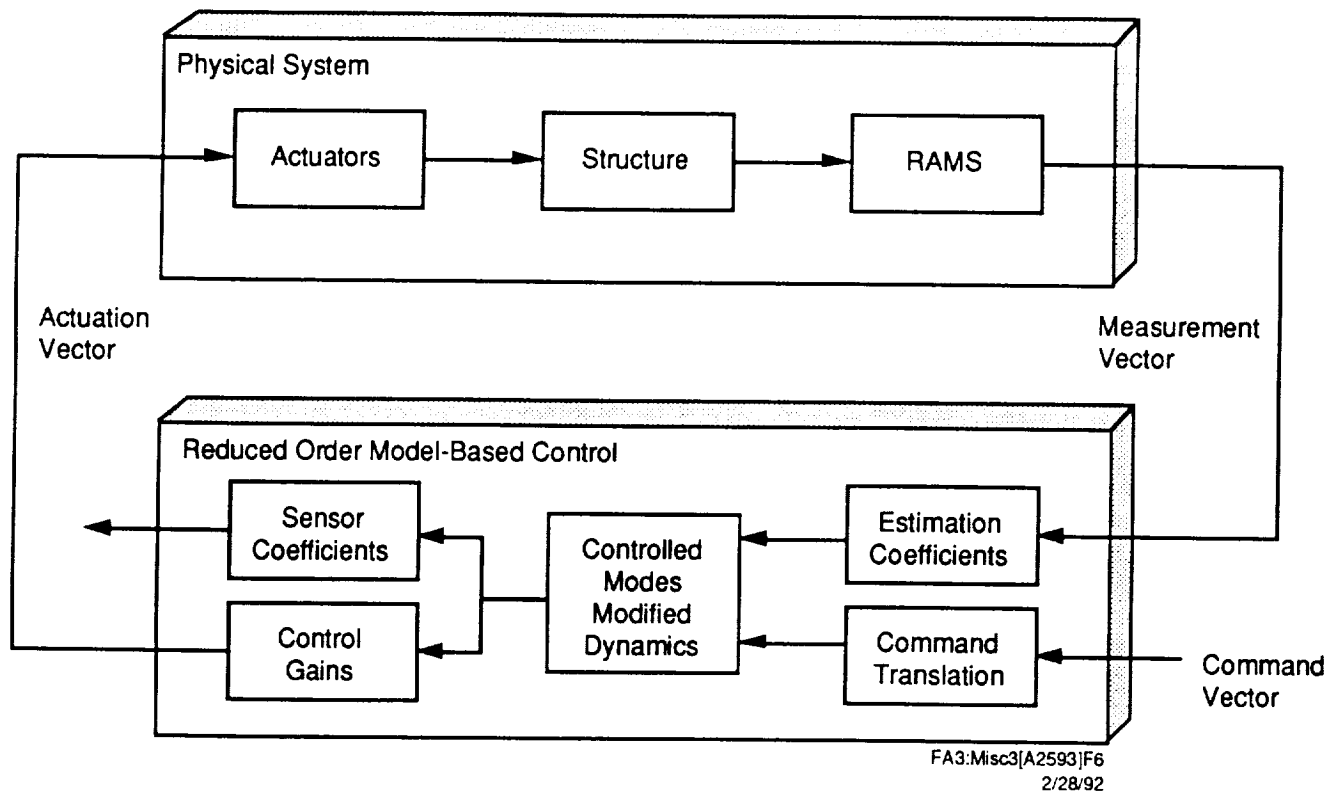 Physical System
Actuators
Structure
RAMS
Actuation
Vector
Measurement
Vector
Reduced Order Model-Based Control
Sensor
Coefficients
Controlled
Modes
Modified
Dynamics
Estimation
Coefficients
Control
Gains
Command
Translation
Command
Vector
FA3:Misc3[A2593]F6
2/28/92